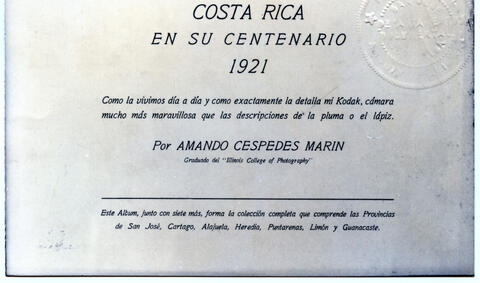 COSTA RICA
EN SU CENTENARIO
1921
Como la vivimos día a día y como exactamente la detalla mi Kodak, cámara
mucho más maravillosa que las descripciones de la pluma o el lápiz.
Por AMANDO CESPEDES MARIN
Graduado del "Illinois College of Photography"
Este Album, junto con siete más, forma la colección completa que comprende las Provincias
de San José, Cartago, Alajuela, Heredia, Puntarenas, Limón y Guanacaste.